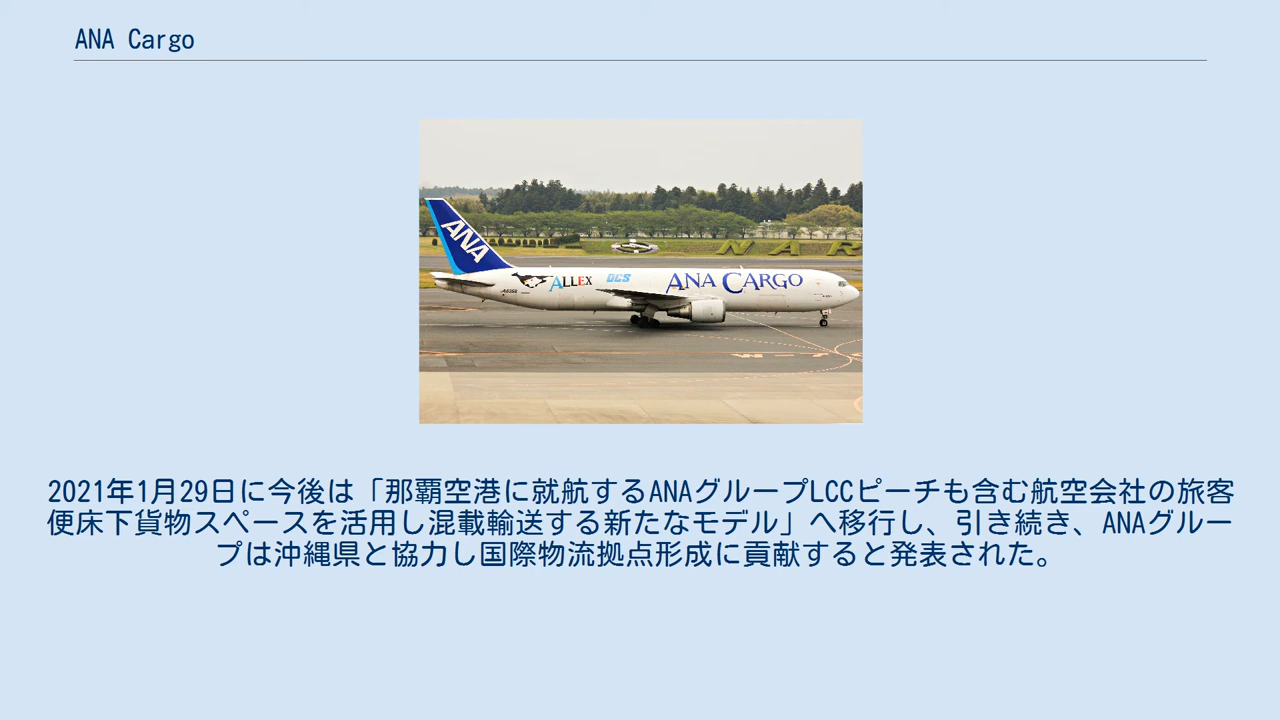 ANA Cargo
NAR
ANA
ALLEX
OCS
ANA CARGO
2021年1月29日に今後は「那覇空港に就航するANAグループLCCピーチも含む航空会社の旅客
便床下貨物スペースを活用し混載輸送する新たなモデル」へ移行し、引き続き、ANAグルー
プは沖縄県と協力し国際物流拠点形成に貢献すると発表された。